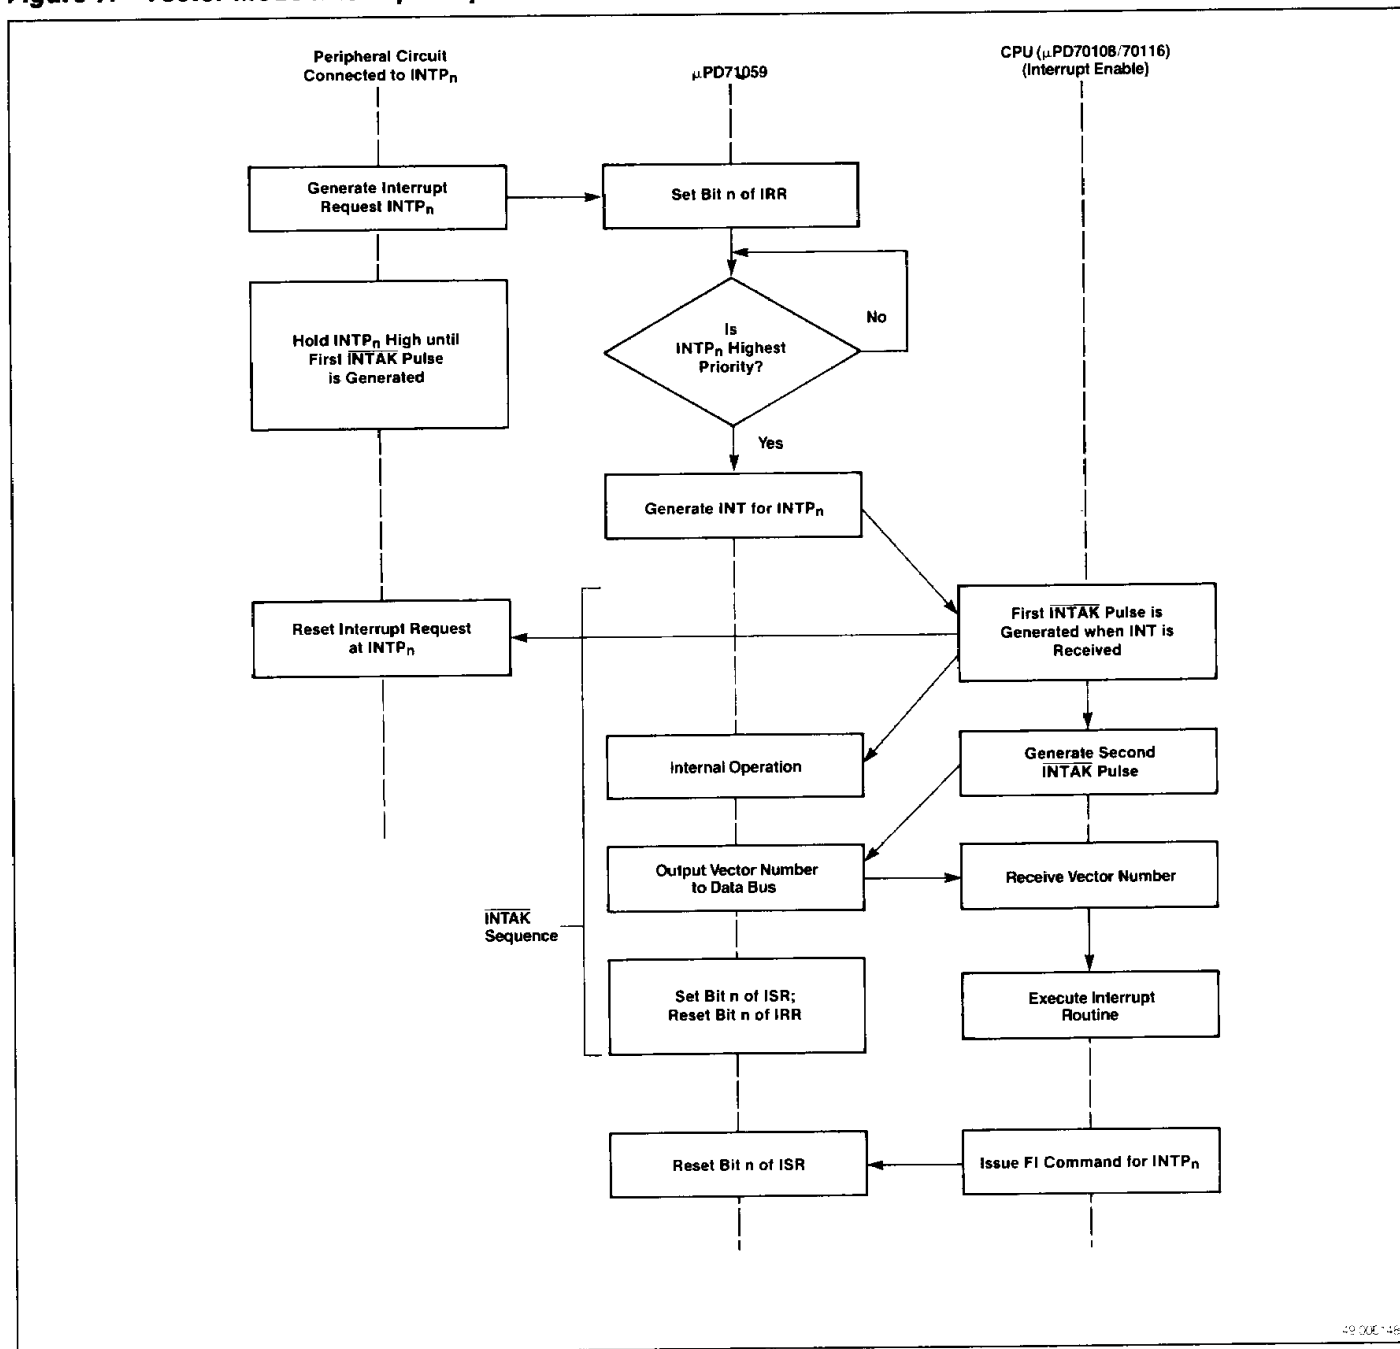 Peripheral Circuit
Connected to INTPn
μPD71059
CPU (μPD70108/70116)
(Interrupt Enable)
Generate Interrupt
Request INTPn
Set Bit n of IRR
Hold INTPn High until
First INTAK Pulse
is Generated
Is
INTPn Highest
Priority?
No
Yes
Generate INT for INTPn
First INTAK Pulse is
Generated when INT is
Received
Reset Interrupt Request
at INTPn
Internal Operation
Generate Second
INTAK Pulse
Output Vector Number
to Data Bus
Receive Vector Number
INTAK
Sequence
Set Bit n of ISR;
Reset Bit n of IRR
Execute Interrupt
Routine
Reset Bit n of ISR
Issue FI Command for INTPn